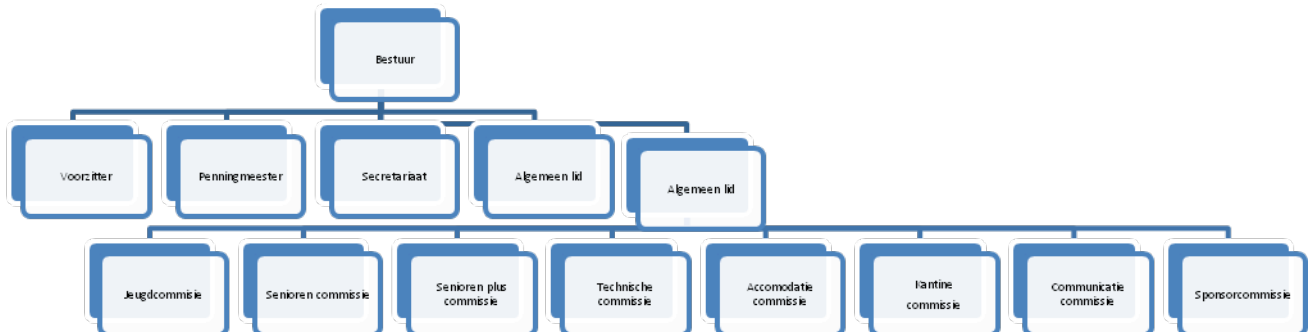 Bestuur
Voorzitter
Penningmeester
Secretariaat
Algemeen lid
Algemeen lid
Jeugdcommisie
Senioren commissie
Senioren plus
commissie
Technische
commissie
Accomodatie
commissie
Kantine
commissie
Communicatie
commissie
Sponsorcommissie